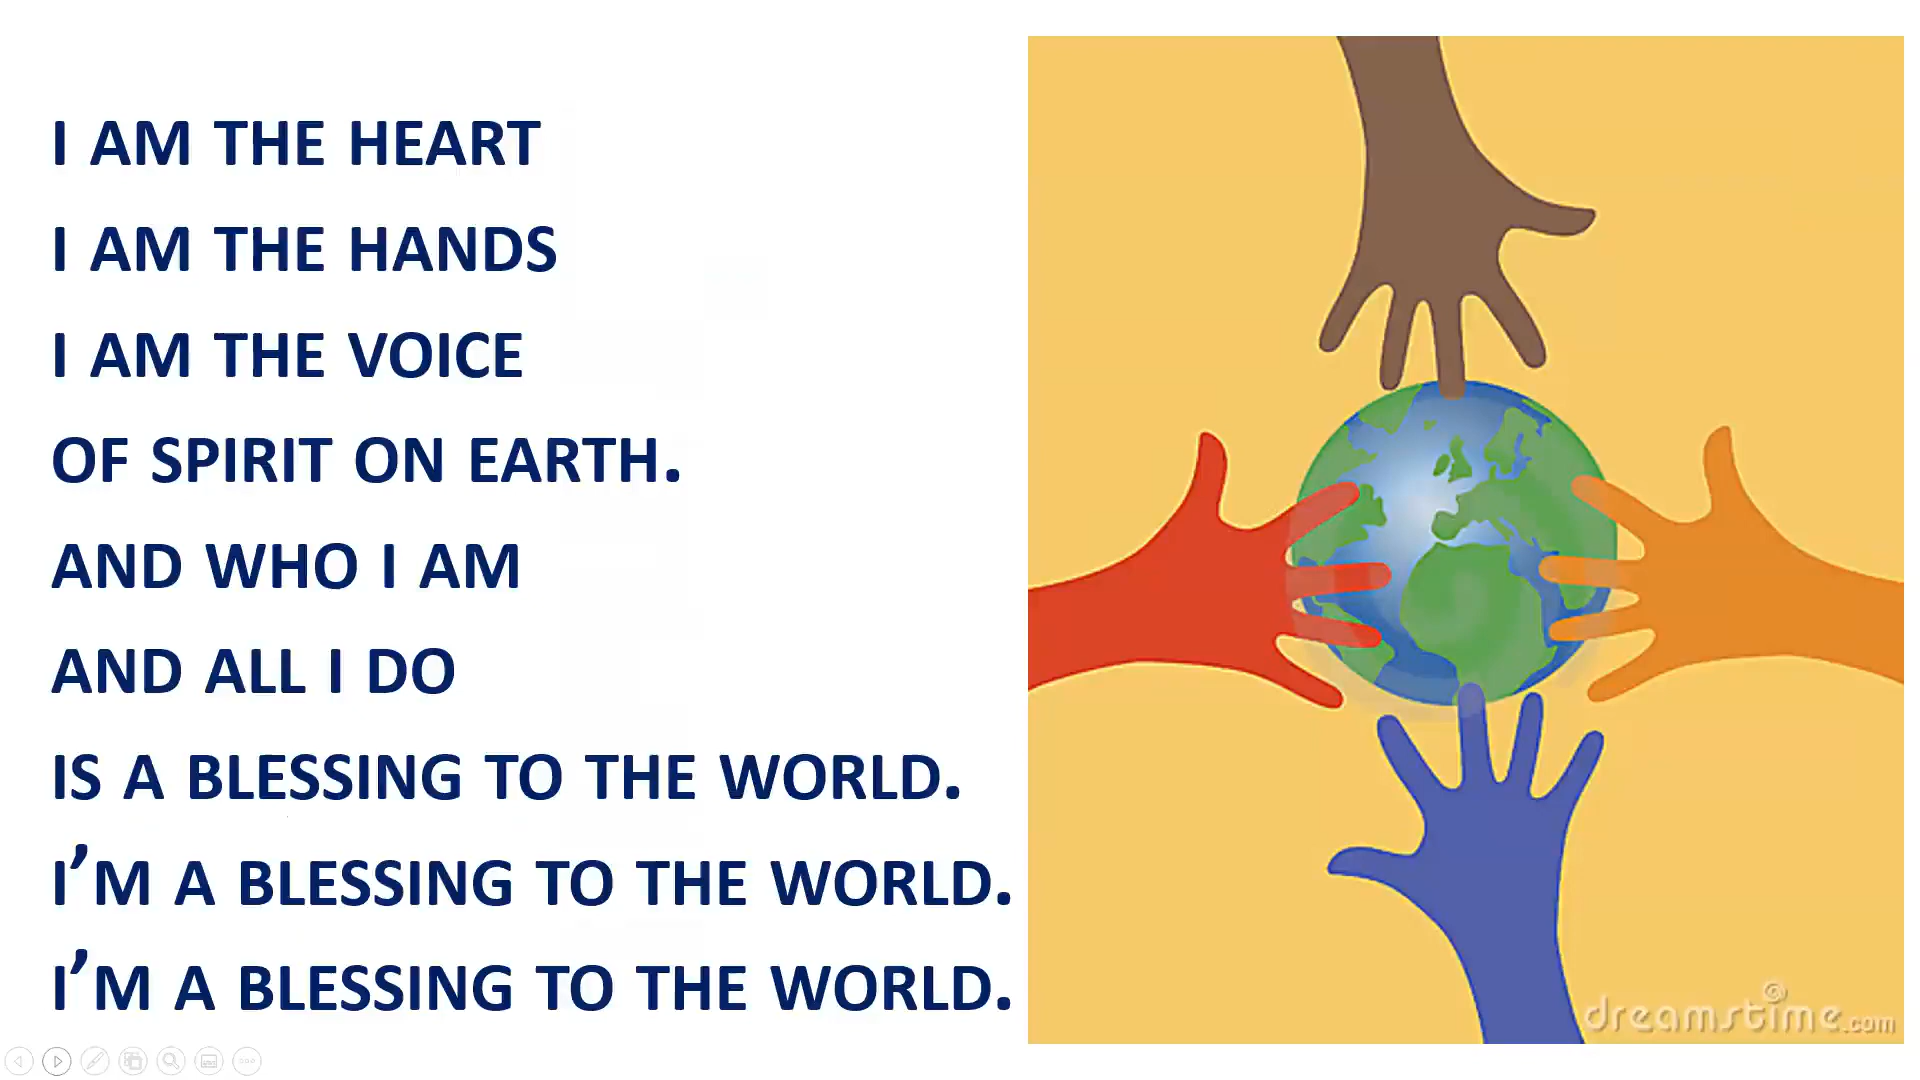 I AM THE HEART
I AM THE HANDS
I AM THE VOICE
OF SPIRIT ON EARTH.
AND WHO I AM
AND ALL I DO
IS A BLESSING TO THE WORLD.
I’M A BLESSING TO THE WORLD.
I’M A BLESSING TO THE WORLD.
dreamstime.com